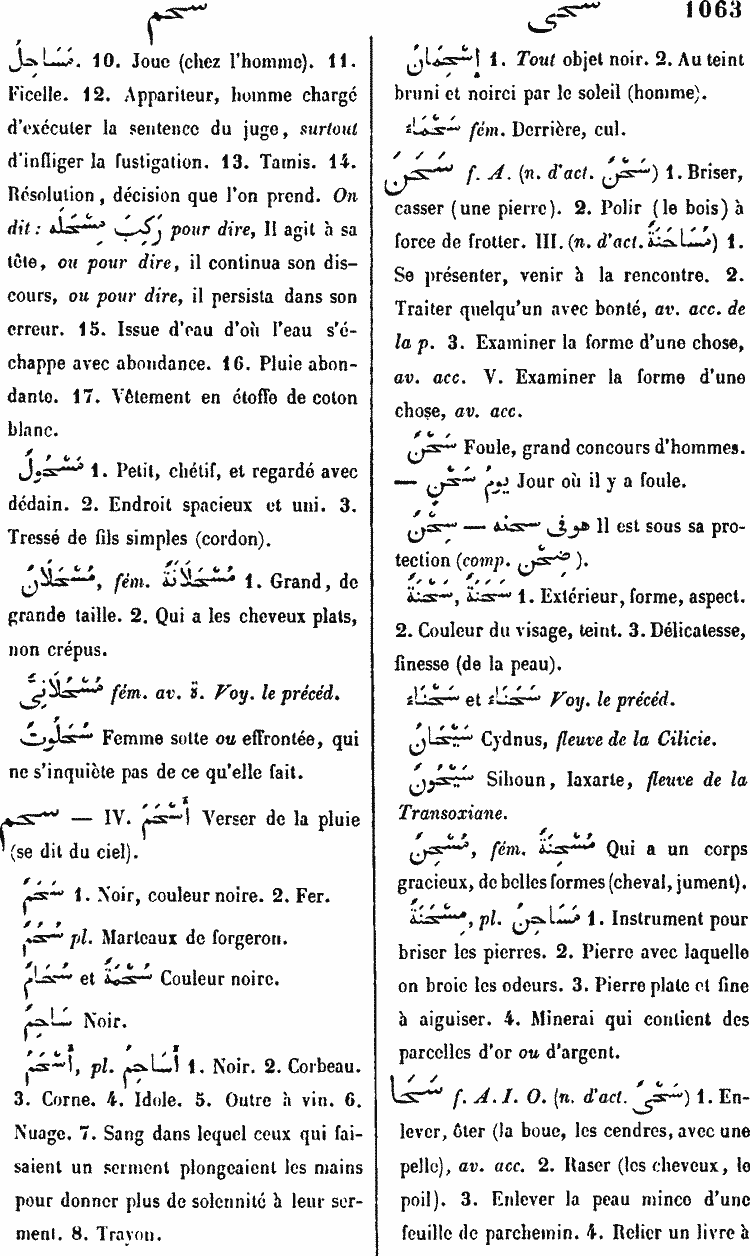 سحم
سحى
1063
مَسَاحِلُ. 10. Joue (chez l'homme). 11.
Ficelle. 12. Appariteur, homme chargé
d'exécuter la sentence du juge, surtout
d'infliger la fustigation. 13. Tamis. 14.
Résolution, décision que l'on prend. On
dit : رَكِبَ مِسْحَلَه pour dire, Il agit à sa
tête, ou pour dire, il continua son dis-
cours, ou pour dire, il persista dans son
erreur. 15. Issue d'eau d'où l'eau s'é-
chappe avec abondance. 16. Pluie abon-
dante. 17. Vêtement en étoffe de coton
blanc.
مَسْحُولٌ 1. Petit, chétif, et regardé avec
dédain. 2. Endroit spacieux et uni. 3.
Tressé de fils simples (cordon).
مُسْحَلَانٌ, fém. مُسْحَلَانَةٌ 1. Grand, de
grande taille. 2. Qui a les cheveux plats,
non crépus.
مُسْحُلَانِىٌّ fém. av. ة. Voy. le précéd.
سَحْلُوتٌ Femme sotte ou effrontée, qui
ne s'inquiète pas de ce qu'elle fait.
سحم — IV. أَسْحَمَ Verser de la pluie
(se dit du ciel).
سَحَمٌ 1. Noir, couleur noire. 2. Fer.
سُحُمٌ pl. Marteaux de forgeron.
سُحَامٌ et سُحْمَةٌ Couleur noire.
سَاحِمٌ Noir.
أَسْحَمُ, pl. أَسَاحِمُ 1. Noir. 2. Corbeau.
3. Corne. 4. Idole. 5. Outre à vin. 6.
Nuage. 7. Sang dans lequel ceux qui fai-
saient un serment plongeaient les mains
pour donner plus de solennité à leur ser-
ment. 8. Trayon.
إِسْحِمَانٌ 1. Tout objet noir. 2. Au teint
bruni et noirci par le soleil (homme).
سَحْمَاءُ fém. Derrière, cul.
سَحَنَ f. A. (n. d'act. سَحْنٌ) 1. Briser,
casser (une pierre). 2. Polir (le bois) à
force de frotter. III. (n. d'act. مُسَاحَنَةٌ) 1.
Se présenter, venir à la rencontre. 2.
Traiter quelqu'un avec bonté, av. acc. de
la p. 3. Examiner la forme d'une chose,
av. acc. V. Examiner la forme d'une
chose, av. acc.
سَحْنٌ Foule, grand concours d'hommes.
— يومُ سَحْنٍ Jour où il y a foule.
سِحْنٌ — هو فى سحنه Il est sous sa pro-
tection (comp. ضِحْنٌ).
سَحْنَةٌ, سَحَنَةٌ 1. Extérieur, forme, aspect.
2. Couleur du visage, teint. 3. Délicatesse,
finesse (de la peau).
سَحْنَاءُ et سَحَنَاءُ Voy. le précéd.
سَيْحَانُ Cydnus, fleuve de la Cilicie.
سَيْحُونُ Sihoun, Iaxarte, fleuve de la
Transoxiane.
مُسْحِنٌ, fém. مُسْحِنَةٌ Qui a un corps
gracieux, de belles formes (cheval, jument).
مِسْحَنَةٌ, pl. مَسَاحِنُ 1. Instrument pour
briser les pierres. 2. Pierre avec laquelle
on broie les odeurs. 3. Pierre plate et fine
à aiguiser. 4. Minerai qui contient des
parcelles d'or ou d'argent.
سَحَا f. A. I. O. (n. d'act. سَحْىٌ) 1. En-
lever, ôter (la boue, les cendres, avec une
pelle), av. acc. 2. Raser (les cheveux, le
poil). 3. Enlever la peau mince d'une
feuille de parchemin. 4. Relier un livre à